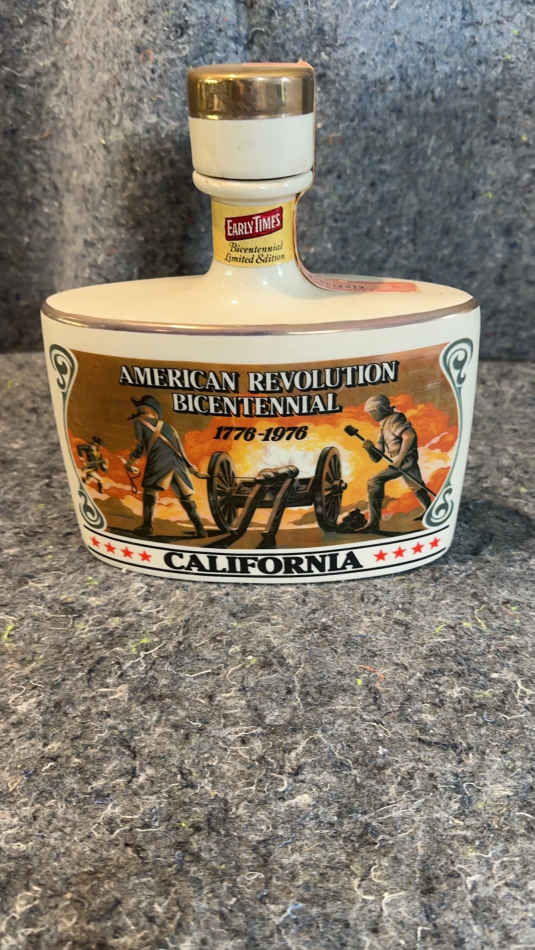 EARLY TIMES
Bicentennial
Limited Edition
AMERICAN REVOLUTION
BICENTENNIAL
1776-1976
CALIFORNIA